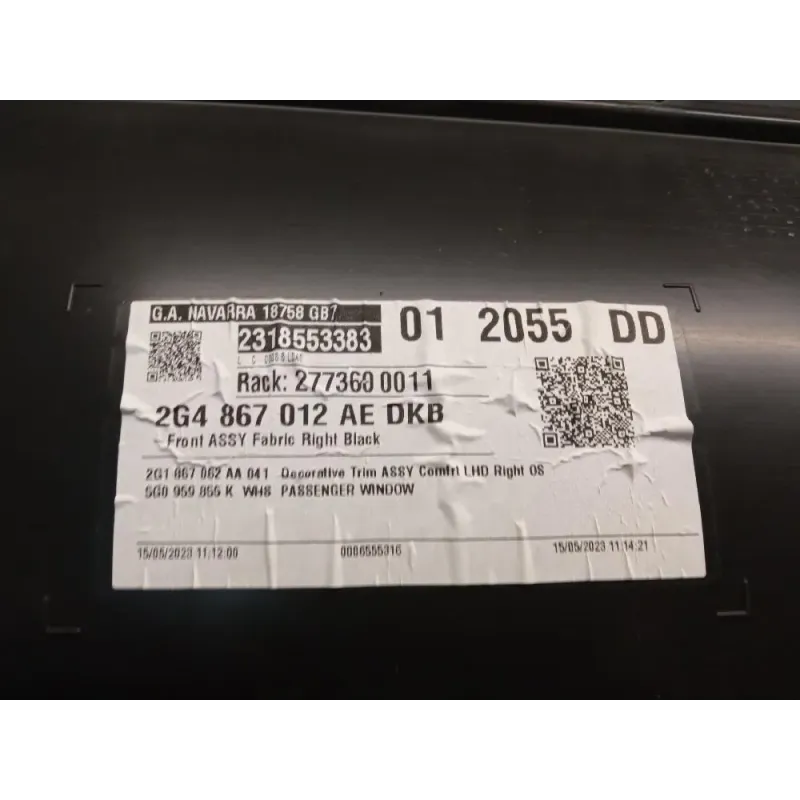 G.A. NAVARRA 18758 GB7
2318553383
01 2055 DD
Rack: 277360 0011
2G4 867 012 AE DKB
Front ASSY Fabric Right Black
2G1 867 062 AA 041 Decorative Trim ASSY Comfrt LHD Right OS
5G0 959 855 K WHS PASSENGER WINDOW
15/05/2023 11:12:00 0086555316 15/05/2023 11:14:21